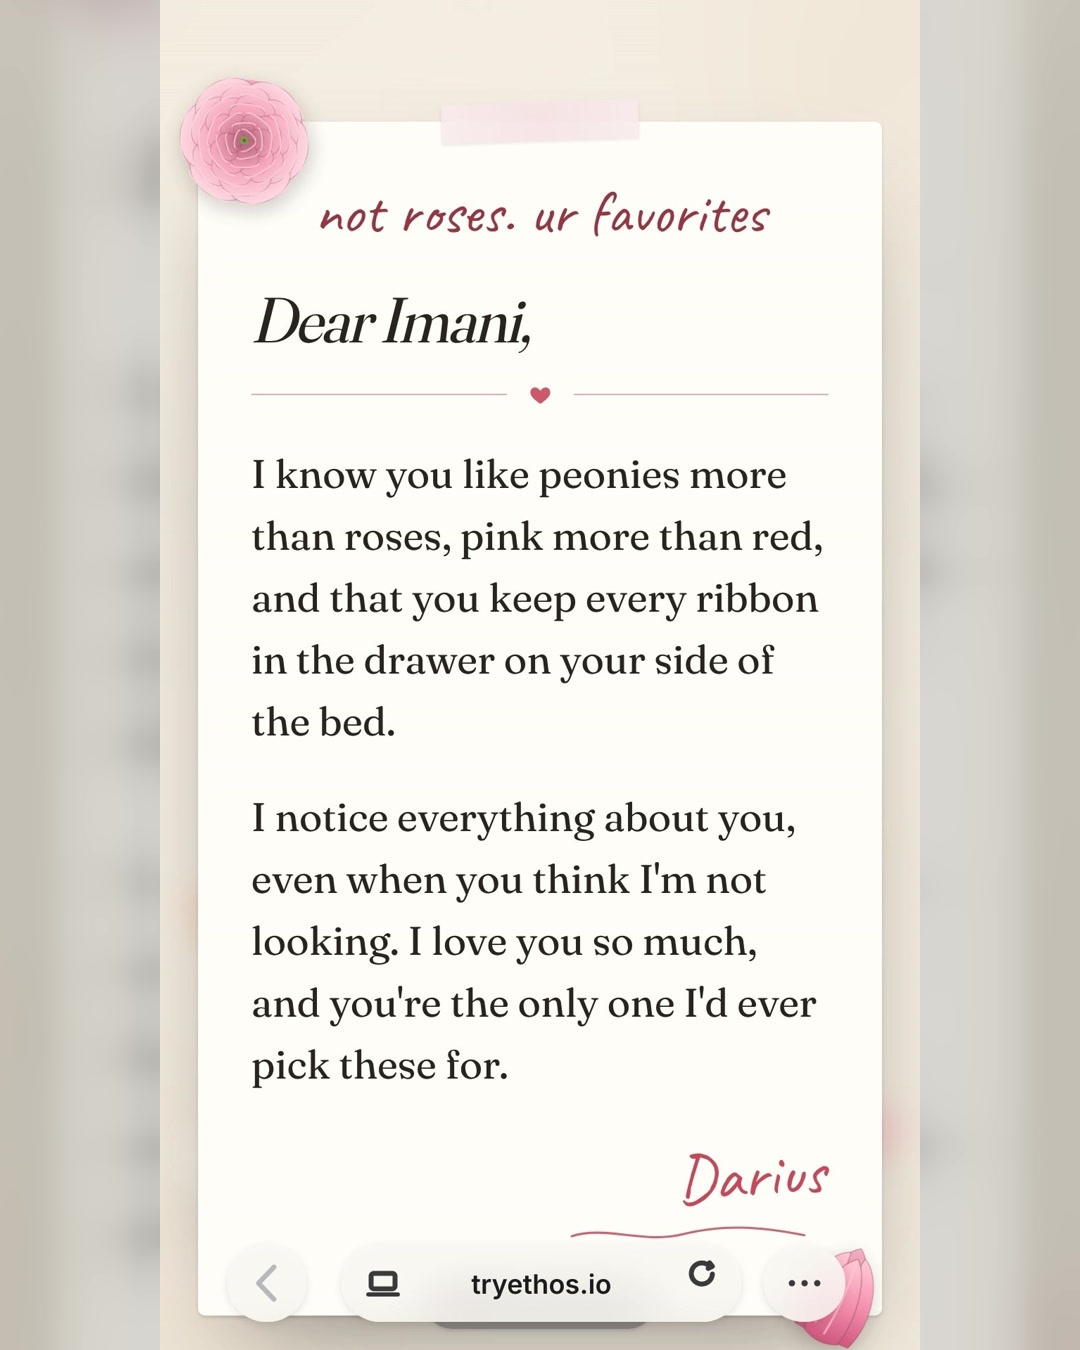 not roses. ur favorites
Dear Imani,
I know you like peonies more
than roses, pink more than red,
and that you keep every ribbon
in the drawer on your side of
the bed.
I notice everything about you,
even when you think I'm not
looking. I love you so much,
and you're the only one I'd ever
pick these for.
Darius
tryethos.io